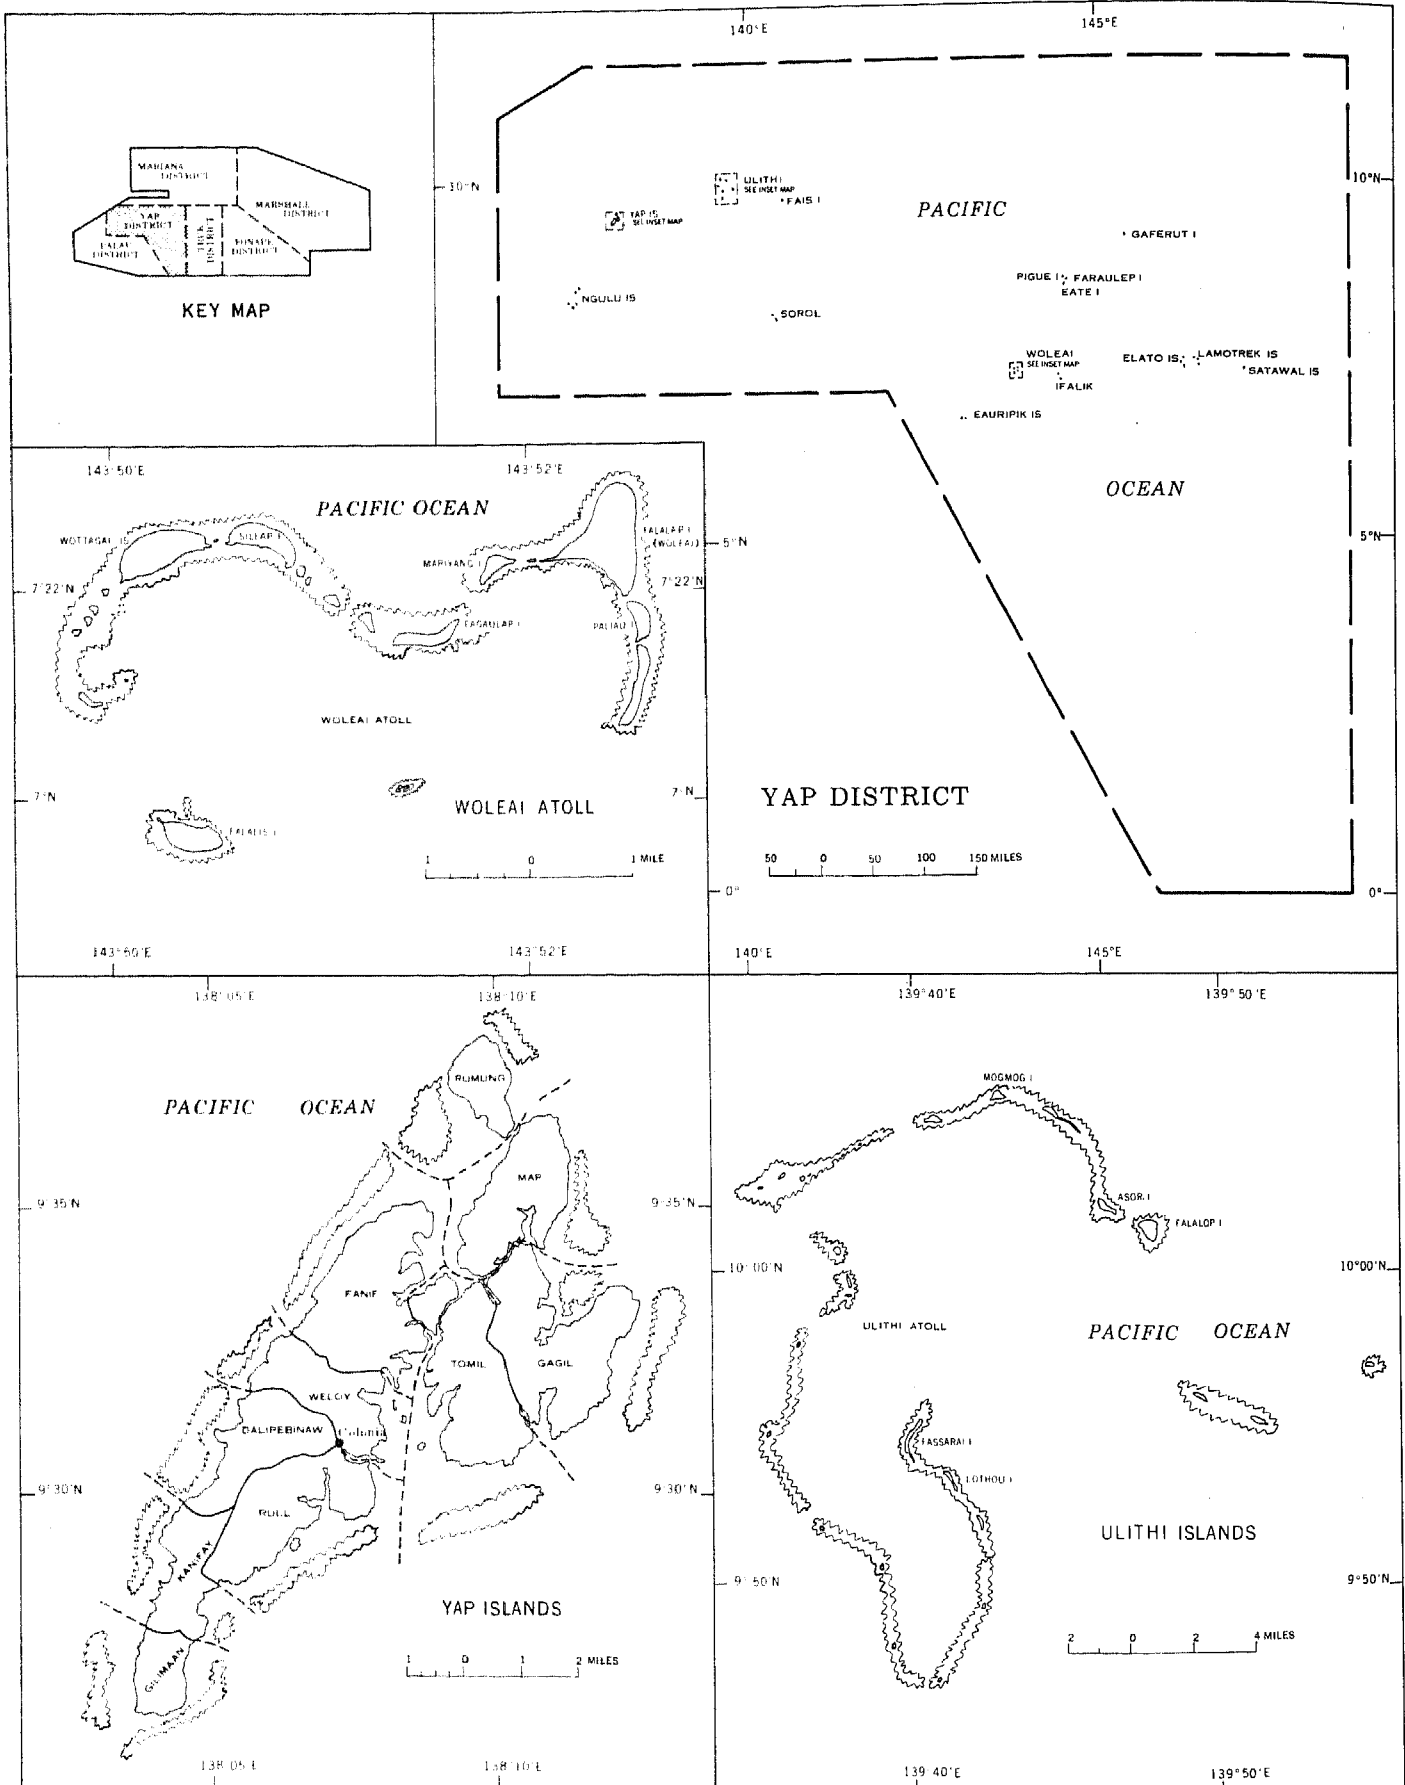 140°E
145°E
MARIANA
DISTRICT
MARSHALL
DISTRICT
YAP
DISTRICT
TRUK
DISTRICT
PONAPE
DISTRICT
PALAU
DISTRICT
KEY MAP
10°N
10°N
ULITHI
SEE INSET MAP
FAIS I
YAP IS
SEE INSET MAP
PACIFIC
GAFERUT I
PIGUE I
FARAULEP I
EATE I
NGULU IS
SOROL
WOLEAI
SEE INSET MAP
IFALIK
ELATO IS
LAMOTREK IS
SATAWAL IS
EAURIPIK IS
OCEAN
5°N
5°N
YAP DISTRICT
50 0 50 100 150 MILES
0°
0°
140°E
145°E
143°50'E
143°52'E
PACIFIC OCEAN
WOTTAGAI IS
SILIAP I
MARIYANG I
FALALAP I
(WOLEAI)
7°22'N
7°22'N
TAGAULAP I
PALIAU I
WOLEAI ATOLL
7°N
7°N
WOLEAI ATOLL
FALALIS I
1 0 1 MILE
143°50'E
143°52'E
138°05'E
138°10'E
PACIFIC OCEAN
RUMUNG
MAP
9°35'N
9°35'N
FANIF
TOMIL
GAGIL
WELOY
DALIPEBINAW
Colonia
9°30'N
9°30'N
RULL
KANIFAY
GILIMAAN
YAP ISLANDS
1 0 1 2 MILES
138°05'E
138°10'E
139°40'E
139°50'E
MOGMOG I
ASOR I
FALALOP I
10°00'N
10°00'N
ULITHI ATOLL
PACIFIC OCEAN
FASSARAI I
LOTHOU I
ULITHI ISLANDS
9°50'N
9°50'N
2 0 2 4 MILES
139°40'E
139°50'E